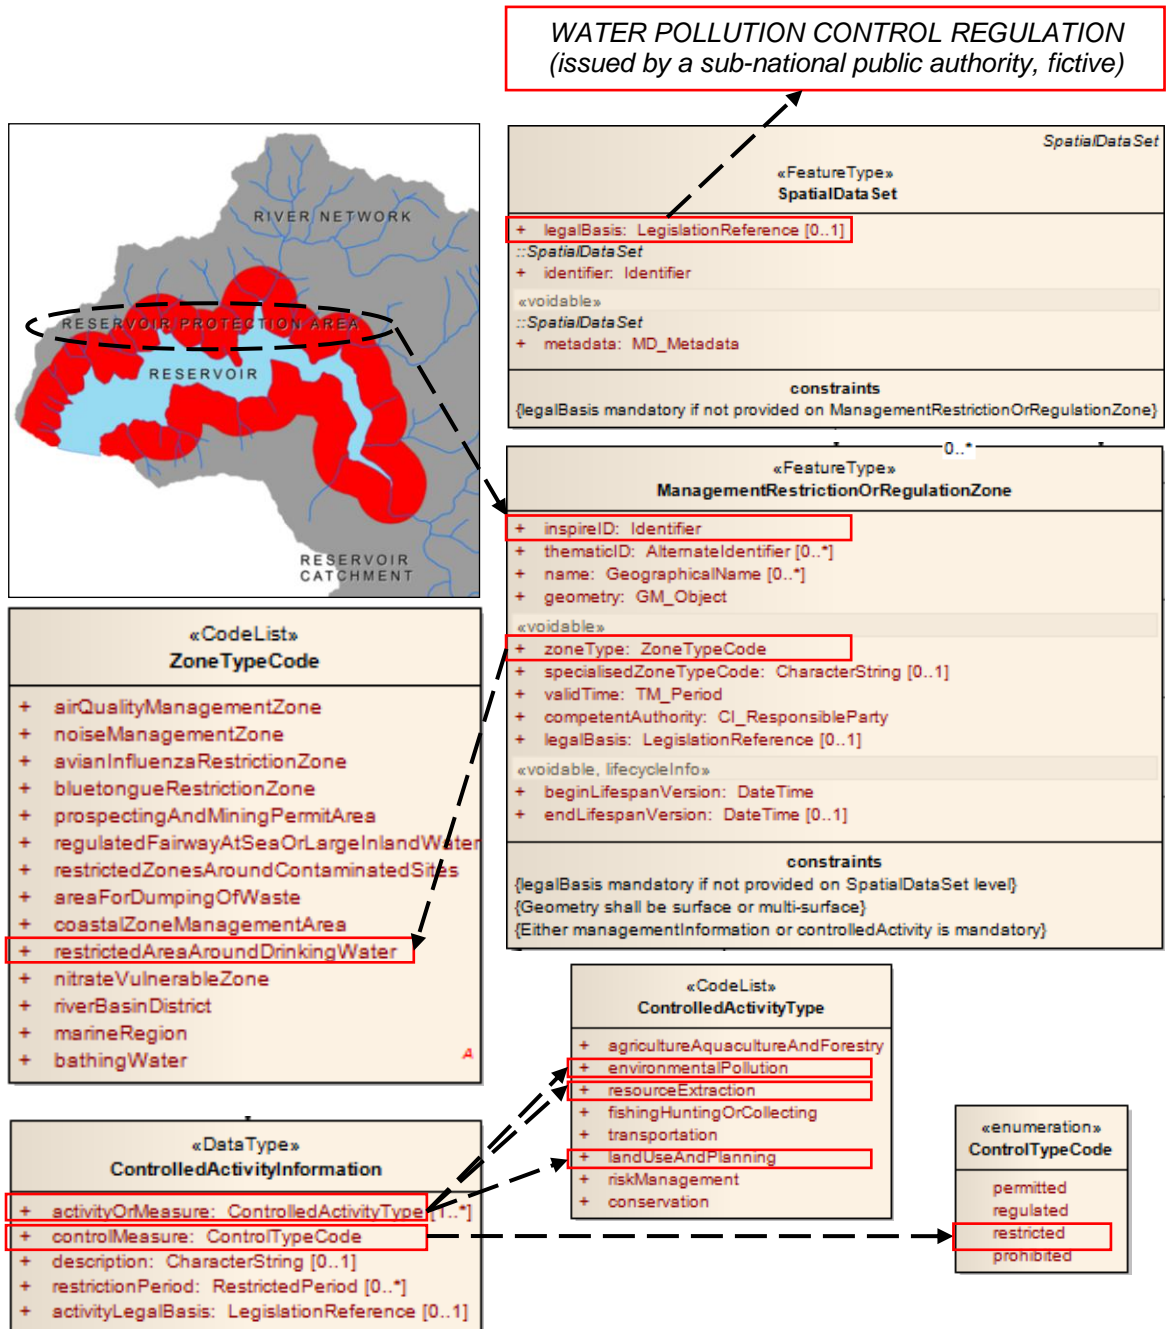 WATER POLLUTION CONTROL REGULATION
(issued by a sub-national public authority, fictive)
RIVER NETWORK
RESERVOIR PROTECTION AREA
RESERVOIR
RESERVOIR
CATCHMENT
SpatialDataSet
«FeatureType»
SpatialDataSet
+ legalBasis: LegislationReference [0..1]
::SpatialDataSet
+ identifier: Identifier
«voidable»
::SpatialDataSet
+ metadata: MD_Metadata
constraints
{legalBasis mandatory if not provided on ManagementRestrictionOrRegulationZone}
0..*
«FeatureType»
ManagementRestrictionOrRegulationZone
+ inspireID: Identifier
+ thematicID: AlternateIdentifier [0..*]
+ name: GeographicalName [0..*]
+ geometry: GM_Object
«voidable»
+ zoneType: ZoneTypeCode
+ specialisedZoneTypeCode: CharacterString [0..1]
+ validTime: TM_Period
+ competentAuthority: CI_ResponsibleParty
+ legalBasis: LegislationReference [0..1]
«voidable, lifecycleInfo»
+ beginLifespanVersion: DateTime
+ endLifespanVersion: DateTime [0..1]
constraints
{legalBasis mandatory if not provided on SpatialDataSet level}
{Geometry shall be surface or multi-surface}
{Either managementInformation or controlledActivity is mandatory}
«CodeList»
ZoneTypeCode
+ airQualityManagementZone
+ noiseManagementZone
+ avianInfluenzaRestrictionZone
+ bluetongueRestrictionZone
+ prospectingAndMiningPermitArea
+ regulatedFairwayAtSeaOrLargeInlandWater
+ restrictedZonesAroundContaminatedSites
+ areaForDumpingOfWaste
+ coastalZoneManagementArea
+ restrictedAreaAroundDrinkingWater
+ nitrateVulnerableZone
+ riverBasinDistrict
+ marineRegion
+ bathingWater
A
«CodeList»
ControlledActivityType
+ agricultureAquacultureAndForestry
+ environmentalPollution
+ resourceExtraction
+ fishingHuntingOrCollecting
+ transportation
+ landUseAndPlanning
+ riskManagement
+ conservation
«enumeration»
ControlTypeCode
permitted
regulated
restricted
prohibited
«DataType»
ControlledActivityInformation
+ activityOrMeasure: ControlledActivityType [1..*]
+ controlMeasure: ControlTypeCode
+ description: CharacterString [0..1]
+ restrictionPeriod: RestrictedPeriod [0..*]
+ activityLegalBasis: LegislationReference [0..1]